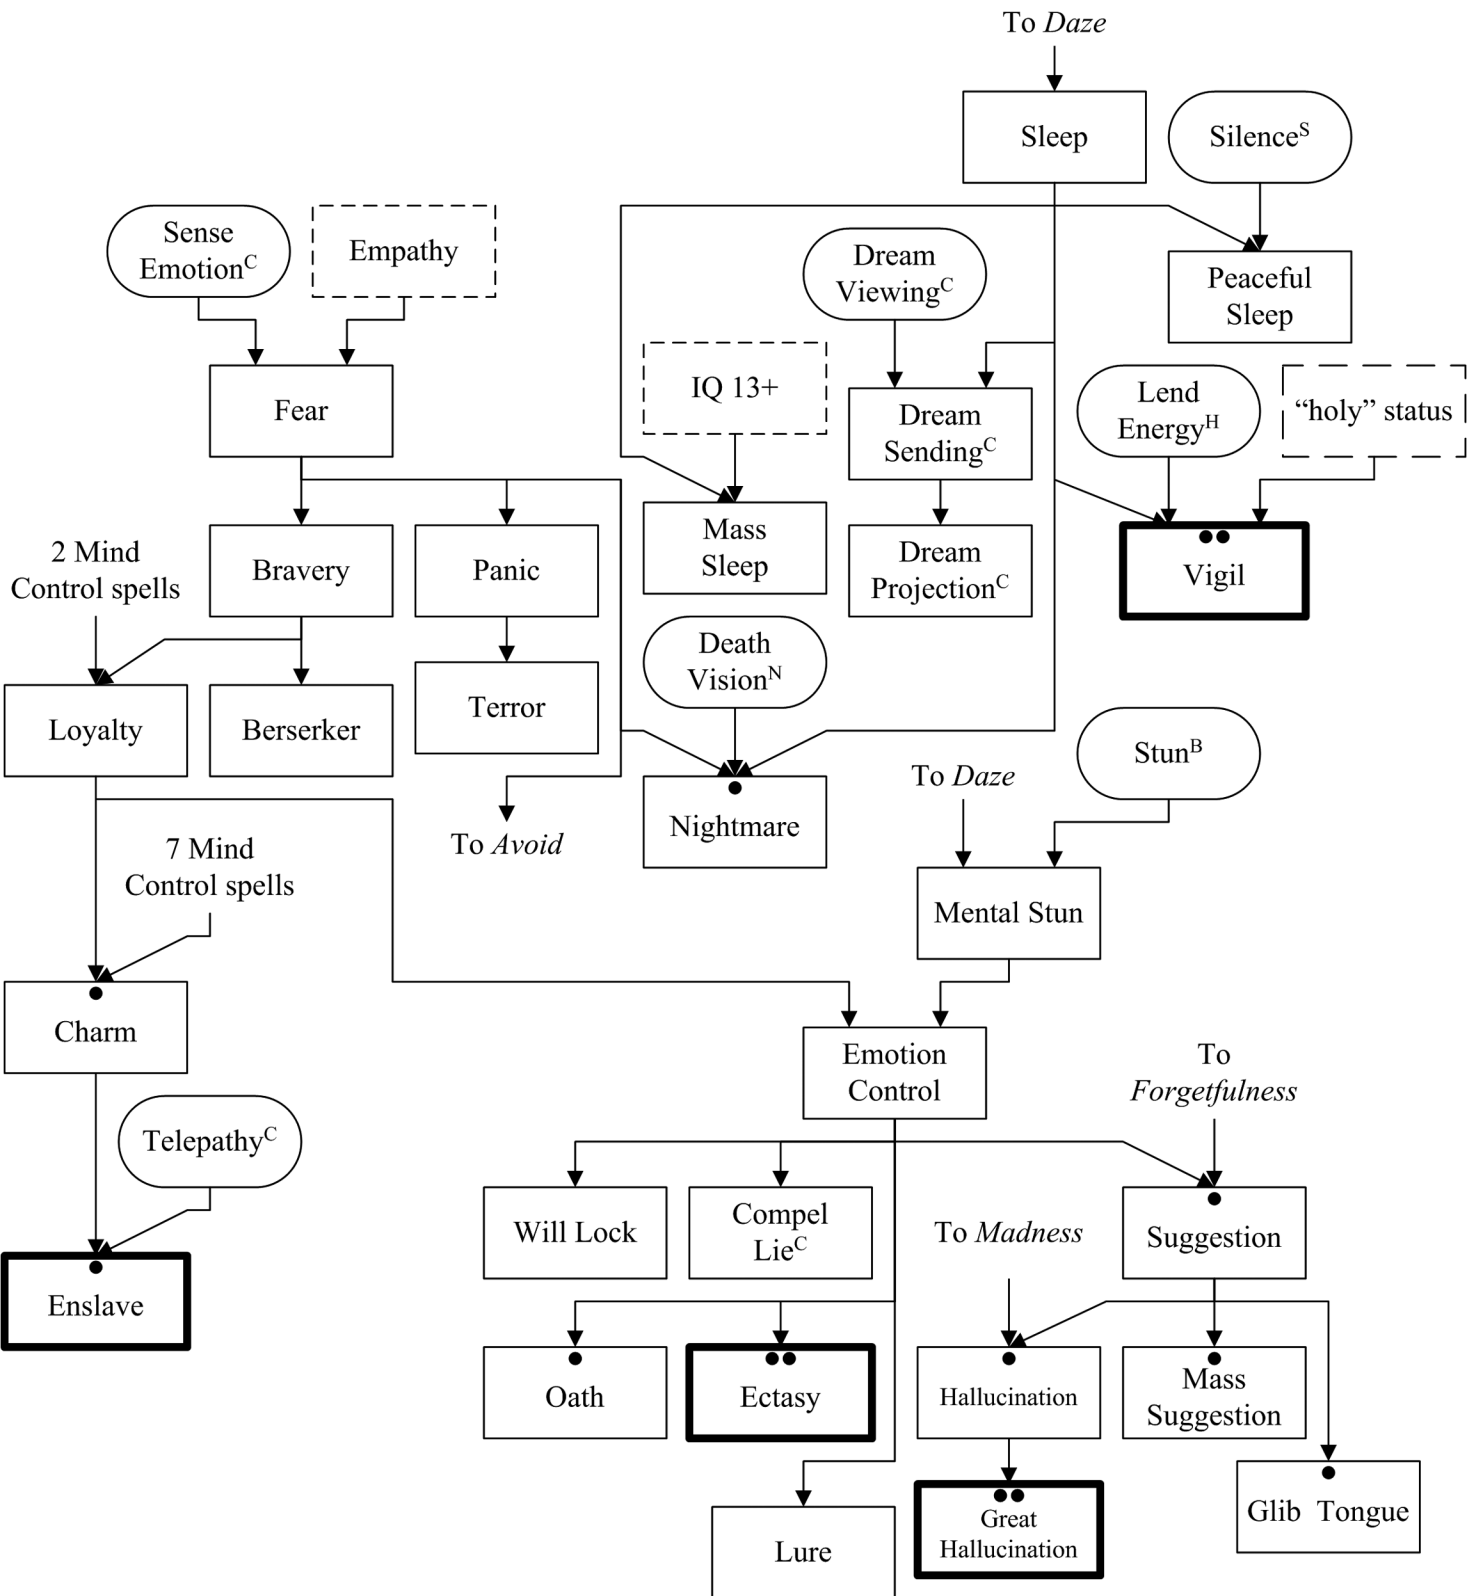 To Daze
Sleep
Silence^S
Sense
Emotion^C
Empathy
Dream
Viewing^C
Peaceful
Sleep
IQ 13+
Lend
Energy^H
“holy” status
Fear
Dream
Sending^C
2 Mind
Control spells
Bravery
Panic
Mass
Sleep
Dream
Projection^C
Vigil
Death
Vision^N
Loyalty
Berserker
Terror
Stun^B
To Daze
To Avoid
Nightmare
7 Mind
Control spells
Mental Stun
Charm
Emotion
Control
To
Forgetfulness
Telepathy^C
Will Lock
Compel
Lie^C
To Madness
Suggestion
Enslave
Oath
Ectasy
Hallucination
Mass
Suggestion
Lure
Great
Hallucination
Glib Tongue